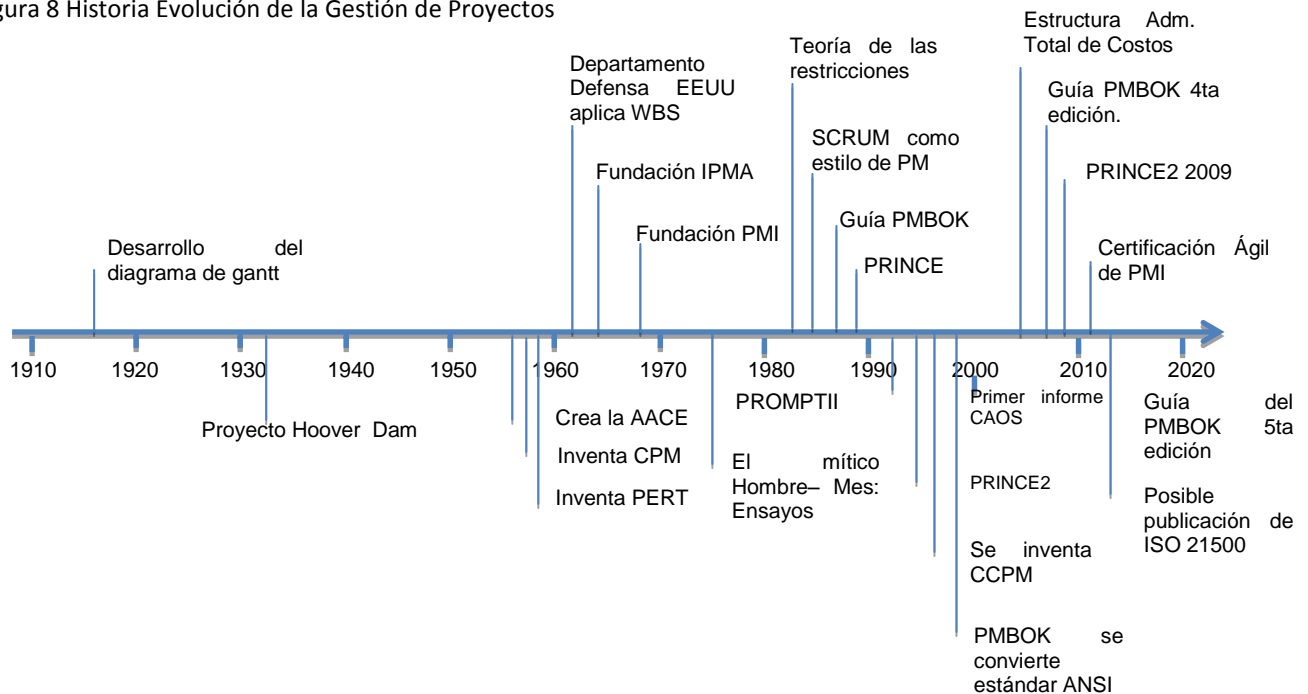 gura 8 Historia Evolución de la Gestión de Proyectos
Estructura Adm.
Total de Costos
Teoría de las
restricciones
Departamento
Defensa EEUU
aplica WBS
Guía PMBOK 4ta
edición.
SCRUM como
estilo de PM
Fundación IPMA
PRINCE2 2009
Guía PMBOK
Fundación PMI
Desarrollo del
diagrama de gantt
PRINCE
Certificación Ágil
de PMI
1910 1920 1930 1940 1950 1960 1970 1980 1990 2000 2010 2020
Proyecto Hoover Dam
Crea la AACE
Inventa CPM
Inventa PERT
PROMPTII
El mítico
Hombre– Mes:
Ensayos
Primer informe
CAOS
PRINCE2
Se inventa
CCPM
PMBOK se
convierte
estándar ANSI
Guía del
PMBOK 5ta
edición
Posible
publicación de
ISO 21500